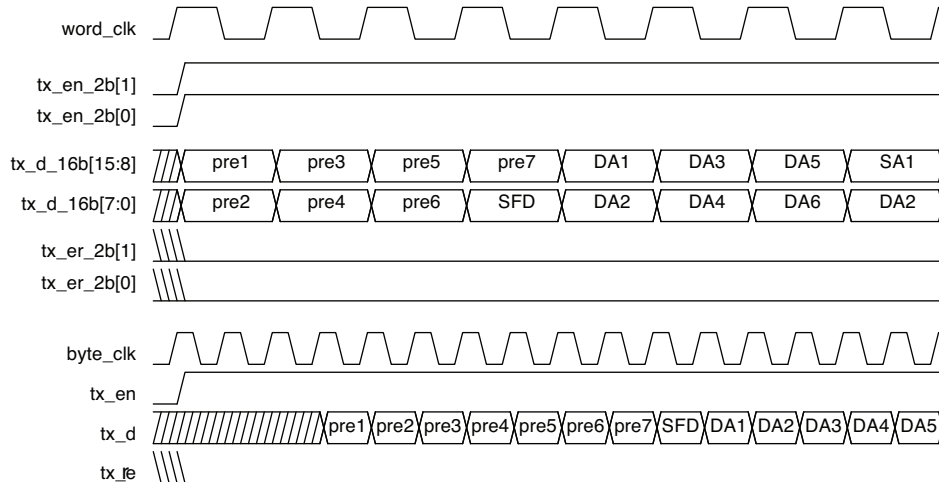 word_clk
tx_en_2b[1]
tx_en_2b[0]
tx_d_16b[15:8] pre1 pre3 pre5 pre7 DA1 DA3 DA5 SA1
tx_d_16b[7:0] pre2 pre4 pre6 SFD DA2 DA4 DA6 DA2
tx_er_2b[1]
tx_er_2b[0]
byte_clk
tx_en
tx_d pre1 pre2 pre3 pre4 pre5 pre6 pre7 SFD DA1 DA2 DA3 DA4 DA5